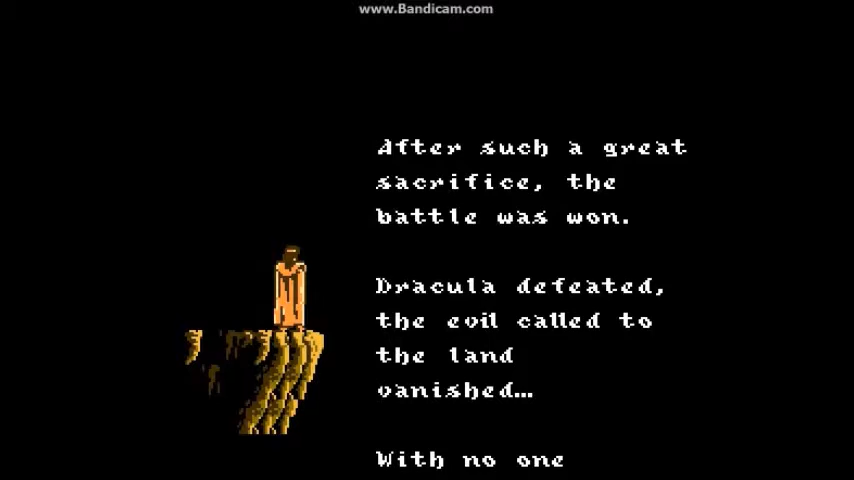 www.Bandicam.com
After such a great
sacrifice, the
battle was won.
Dracula defeated,
the evil called to
the land
vanished...
With no one